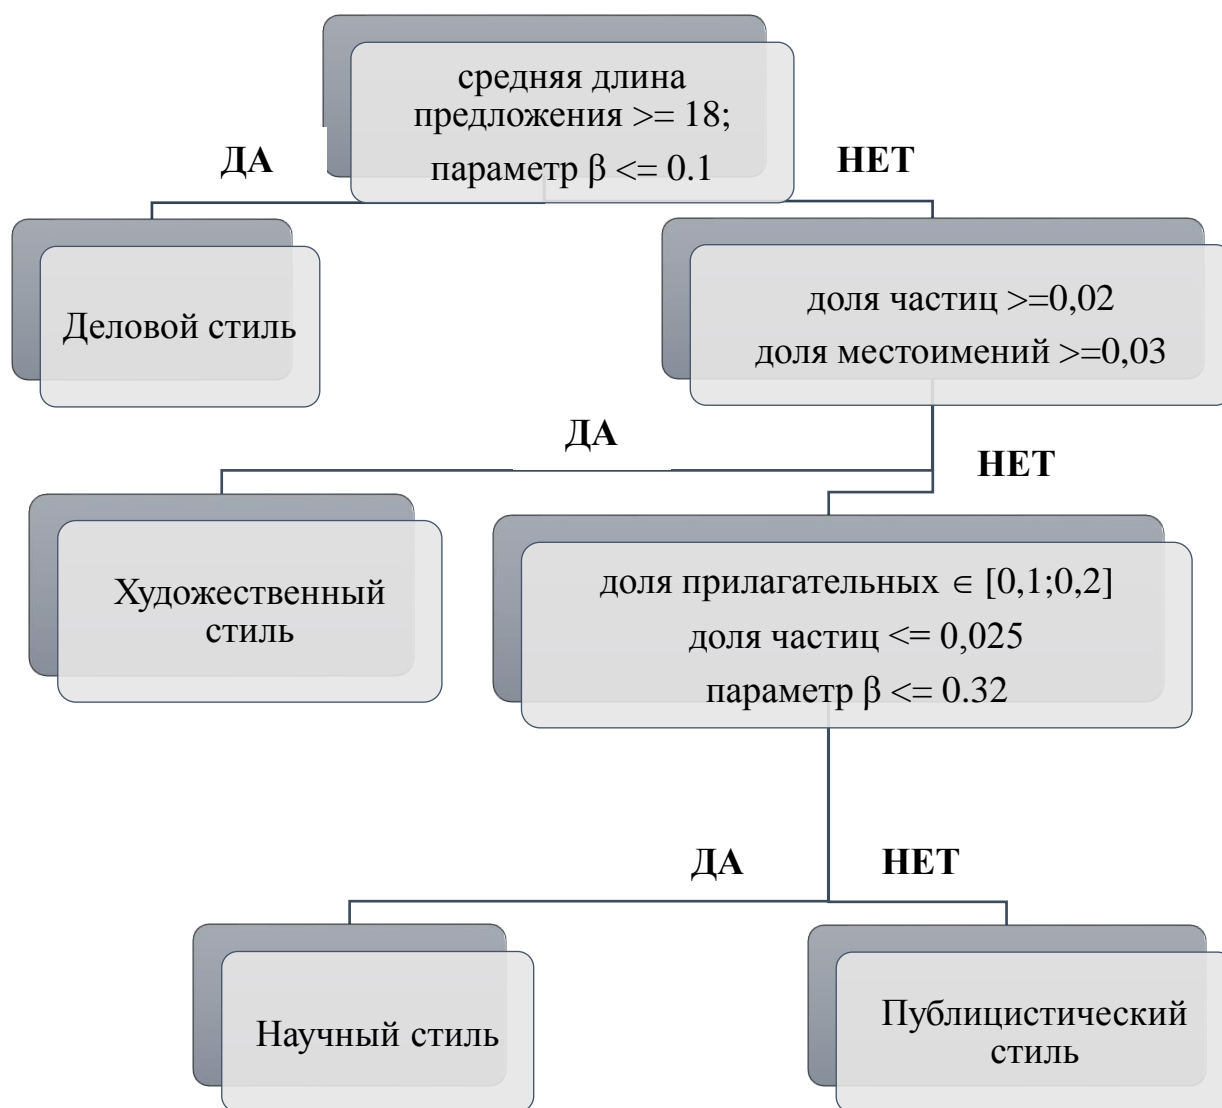 средняя длина
предложения >= 18;
параметр β <= 0.1
ДА
НЕТ
Деловой стиль
доля частиц >=0,02
доля местоимений >=0,03
ДА
НЕТ
Художественный
стиль
доля прилагательных ∈ [0,1;0,2]
доля частиц <= 0,025
параметр β <= 0.32
ДА
НЕТ
Научный стиль
Публицистический
стиль